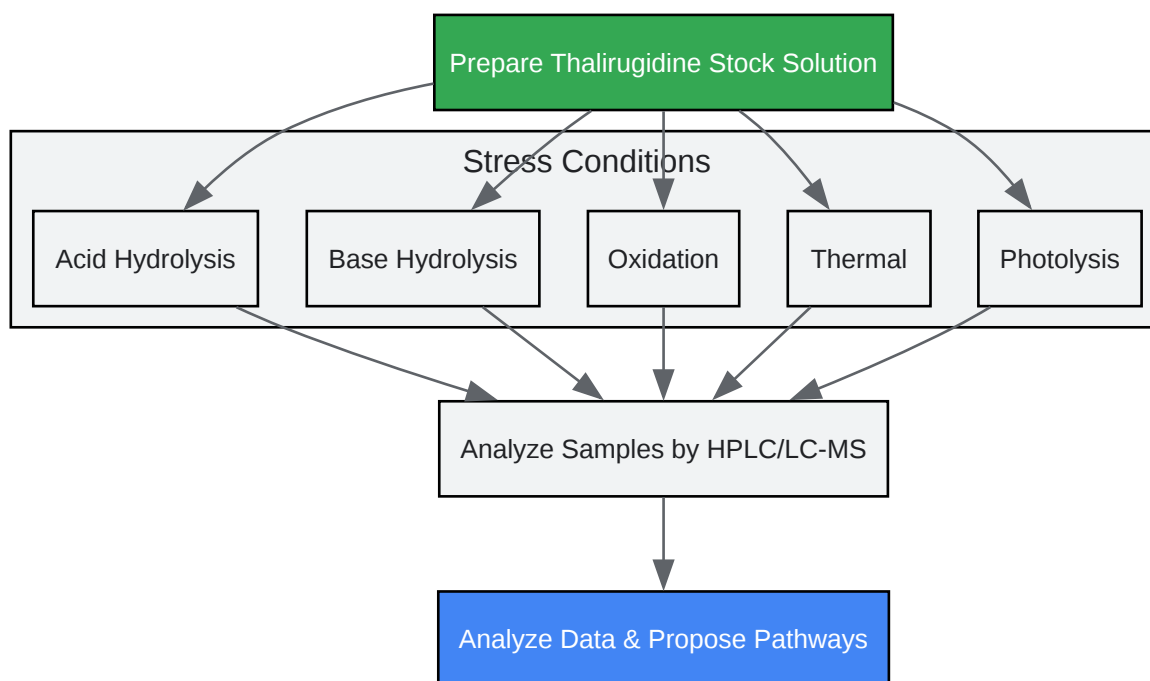 Prepare Thalirugidine Stock Solution
Stress Conditions
Acid Hydrolysis
Base Hydrolysis
Oxidation
Thermal
Photolysis
Analyze Samples by HPLC/LC-MS
Analyze Data & Propose Pathways